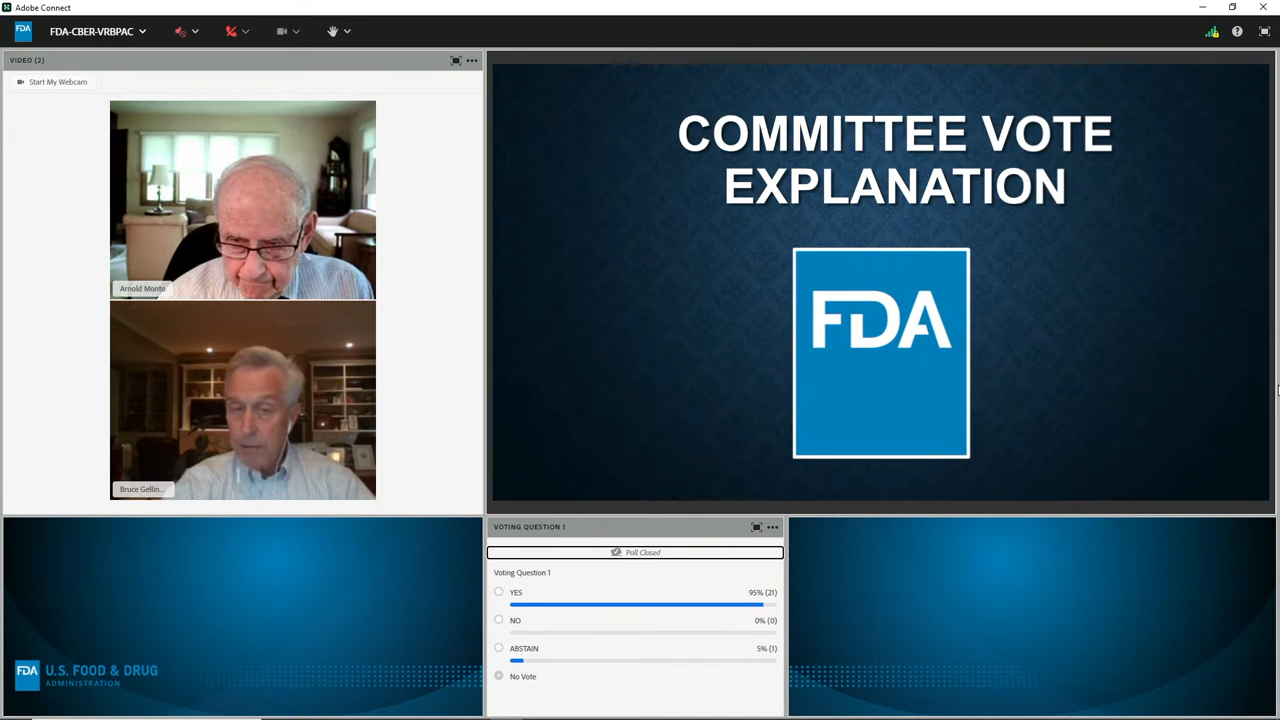 Adobe Connect
FDA
FDA-CBER-VRBPAC
VIDEO (2)
Start My Webcam
Arnold Monto
Bruce Gellin...
COMMITTEE VOTE
EXPLANATION
FDA
VOTING QUESTION 1
Poll Closed
Voting Question 1
YES 95% (21)
NO 0% (0)
ABSTAIN 5% (1)
No Vote
FDA U.S. FOOD & DRUG
ADMINISTRATION